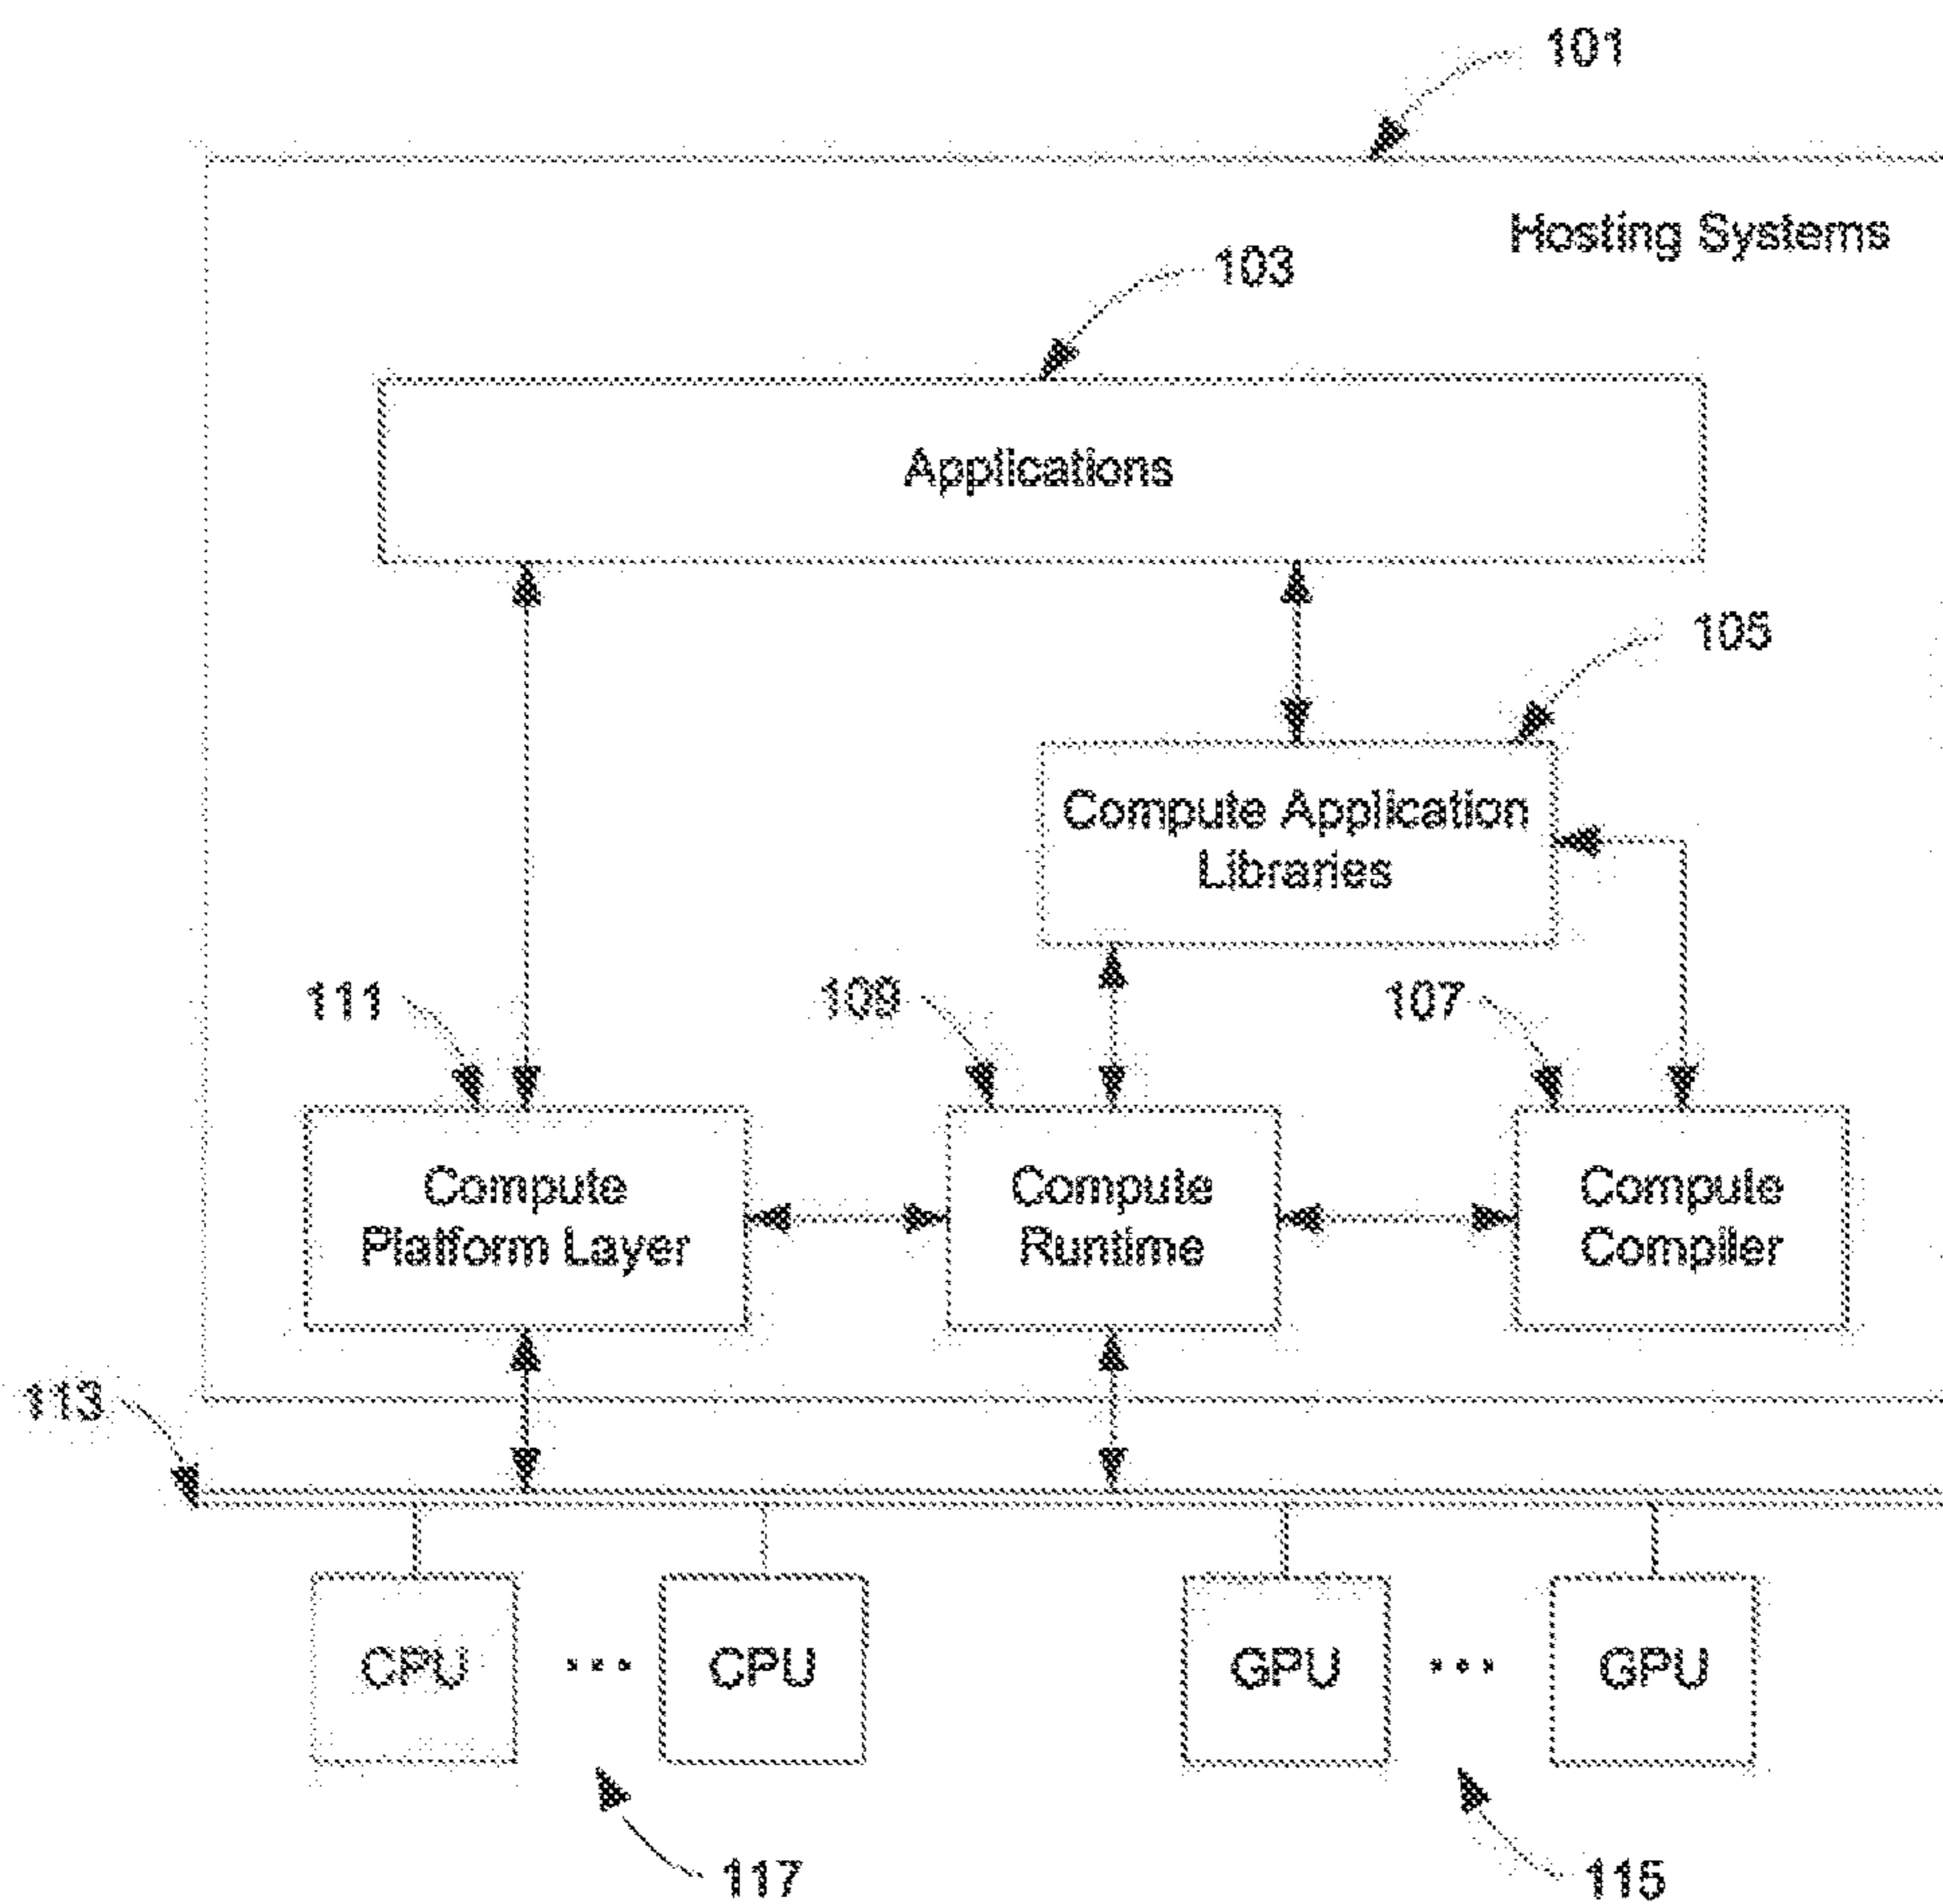 101
Hosting Systems
103
Applications
105
Compute Application
Libraries
111
109
107
Compute
Platform Layer
Compute
Runtime
Compute
Compiler
113
CPU
...
CPU
GPU
...
GPU
117
115